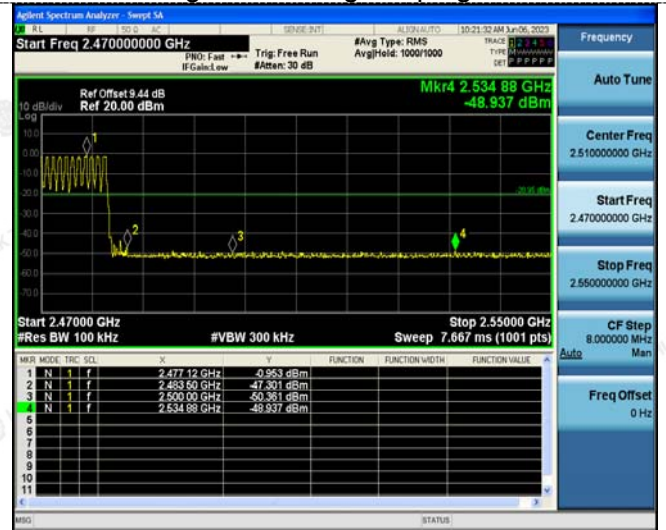 Agilent Spectrum Analyzer - Swept SA
RL RF 50 Ω AC SENSE:INT ALIGNAUTO 10:21:32 AM Jun 06, 2023
Start Freq 2.470000000 GHz
PNO: Fast
IFGain:Low
Trig: Free Run
#Atten: 30 dB
#Avg Type: RMS
Avg|Hold: 1000/1000
TRACE 1 2 3 4 5 6
TYPE
DET P P P P P P
Mkr4 2.534 88 GHz
-48.937 dBm
Ref Offset 9.44 dB
10 dB/div Ref 20.00 dBm
Log
10.0
0.00
-10.0
-20.0
-30.0
-40.0
-50.0
-60.0
-70.0
1
2
3
4
-20.95 dBm
Start 2.47000 GHz Stop 2.55000 GHz
#Res BW 100 kHz #VBW 300 kHz Sweep 7.667 ms (1001 pts)
MKR MODE TRC SCL X Y FUNCTION FUNCTION WIDTH FUNCTION VALUE
1 N 1 f 2.477 12 GHz -0.953 dBm
2 N 1 f 2.483 50 GHz -47.301 dBm
3 N 1 f 2.500 00 GHz -50.361 dBm
4 N 1 f 2.534 88 GHz -48.937 dBm
5
6
7
8
9
10
11
MSG STATUS
Frequency
Auto Tune
Center Freq
2.510000000 GHz
Start Freq
2.470000000 GHz
Stop Freq
2.550000000 GHz
CF Step
8.000000 MHz
Auto Man
Freq Offset
0 Hz